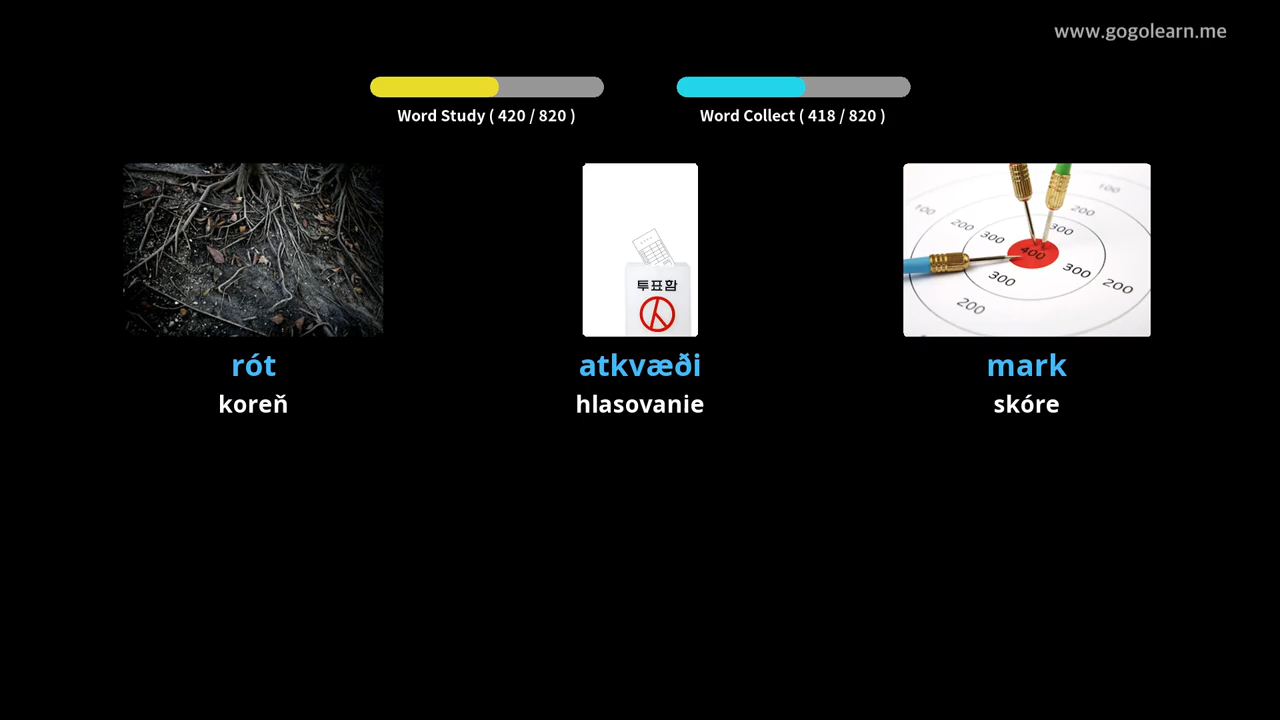 www.gogolearn.me
Word Study ( 420 / 820 )
Word Collect ( 418 / 820 )
투표함
100
100
200
200
300
300
400
300
300
200
200
rót
atkvæði
mark
koreň
hlasovanie
skóre